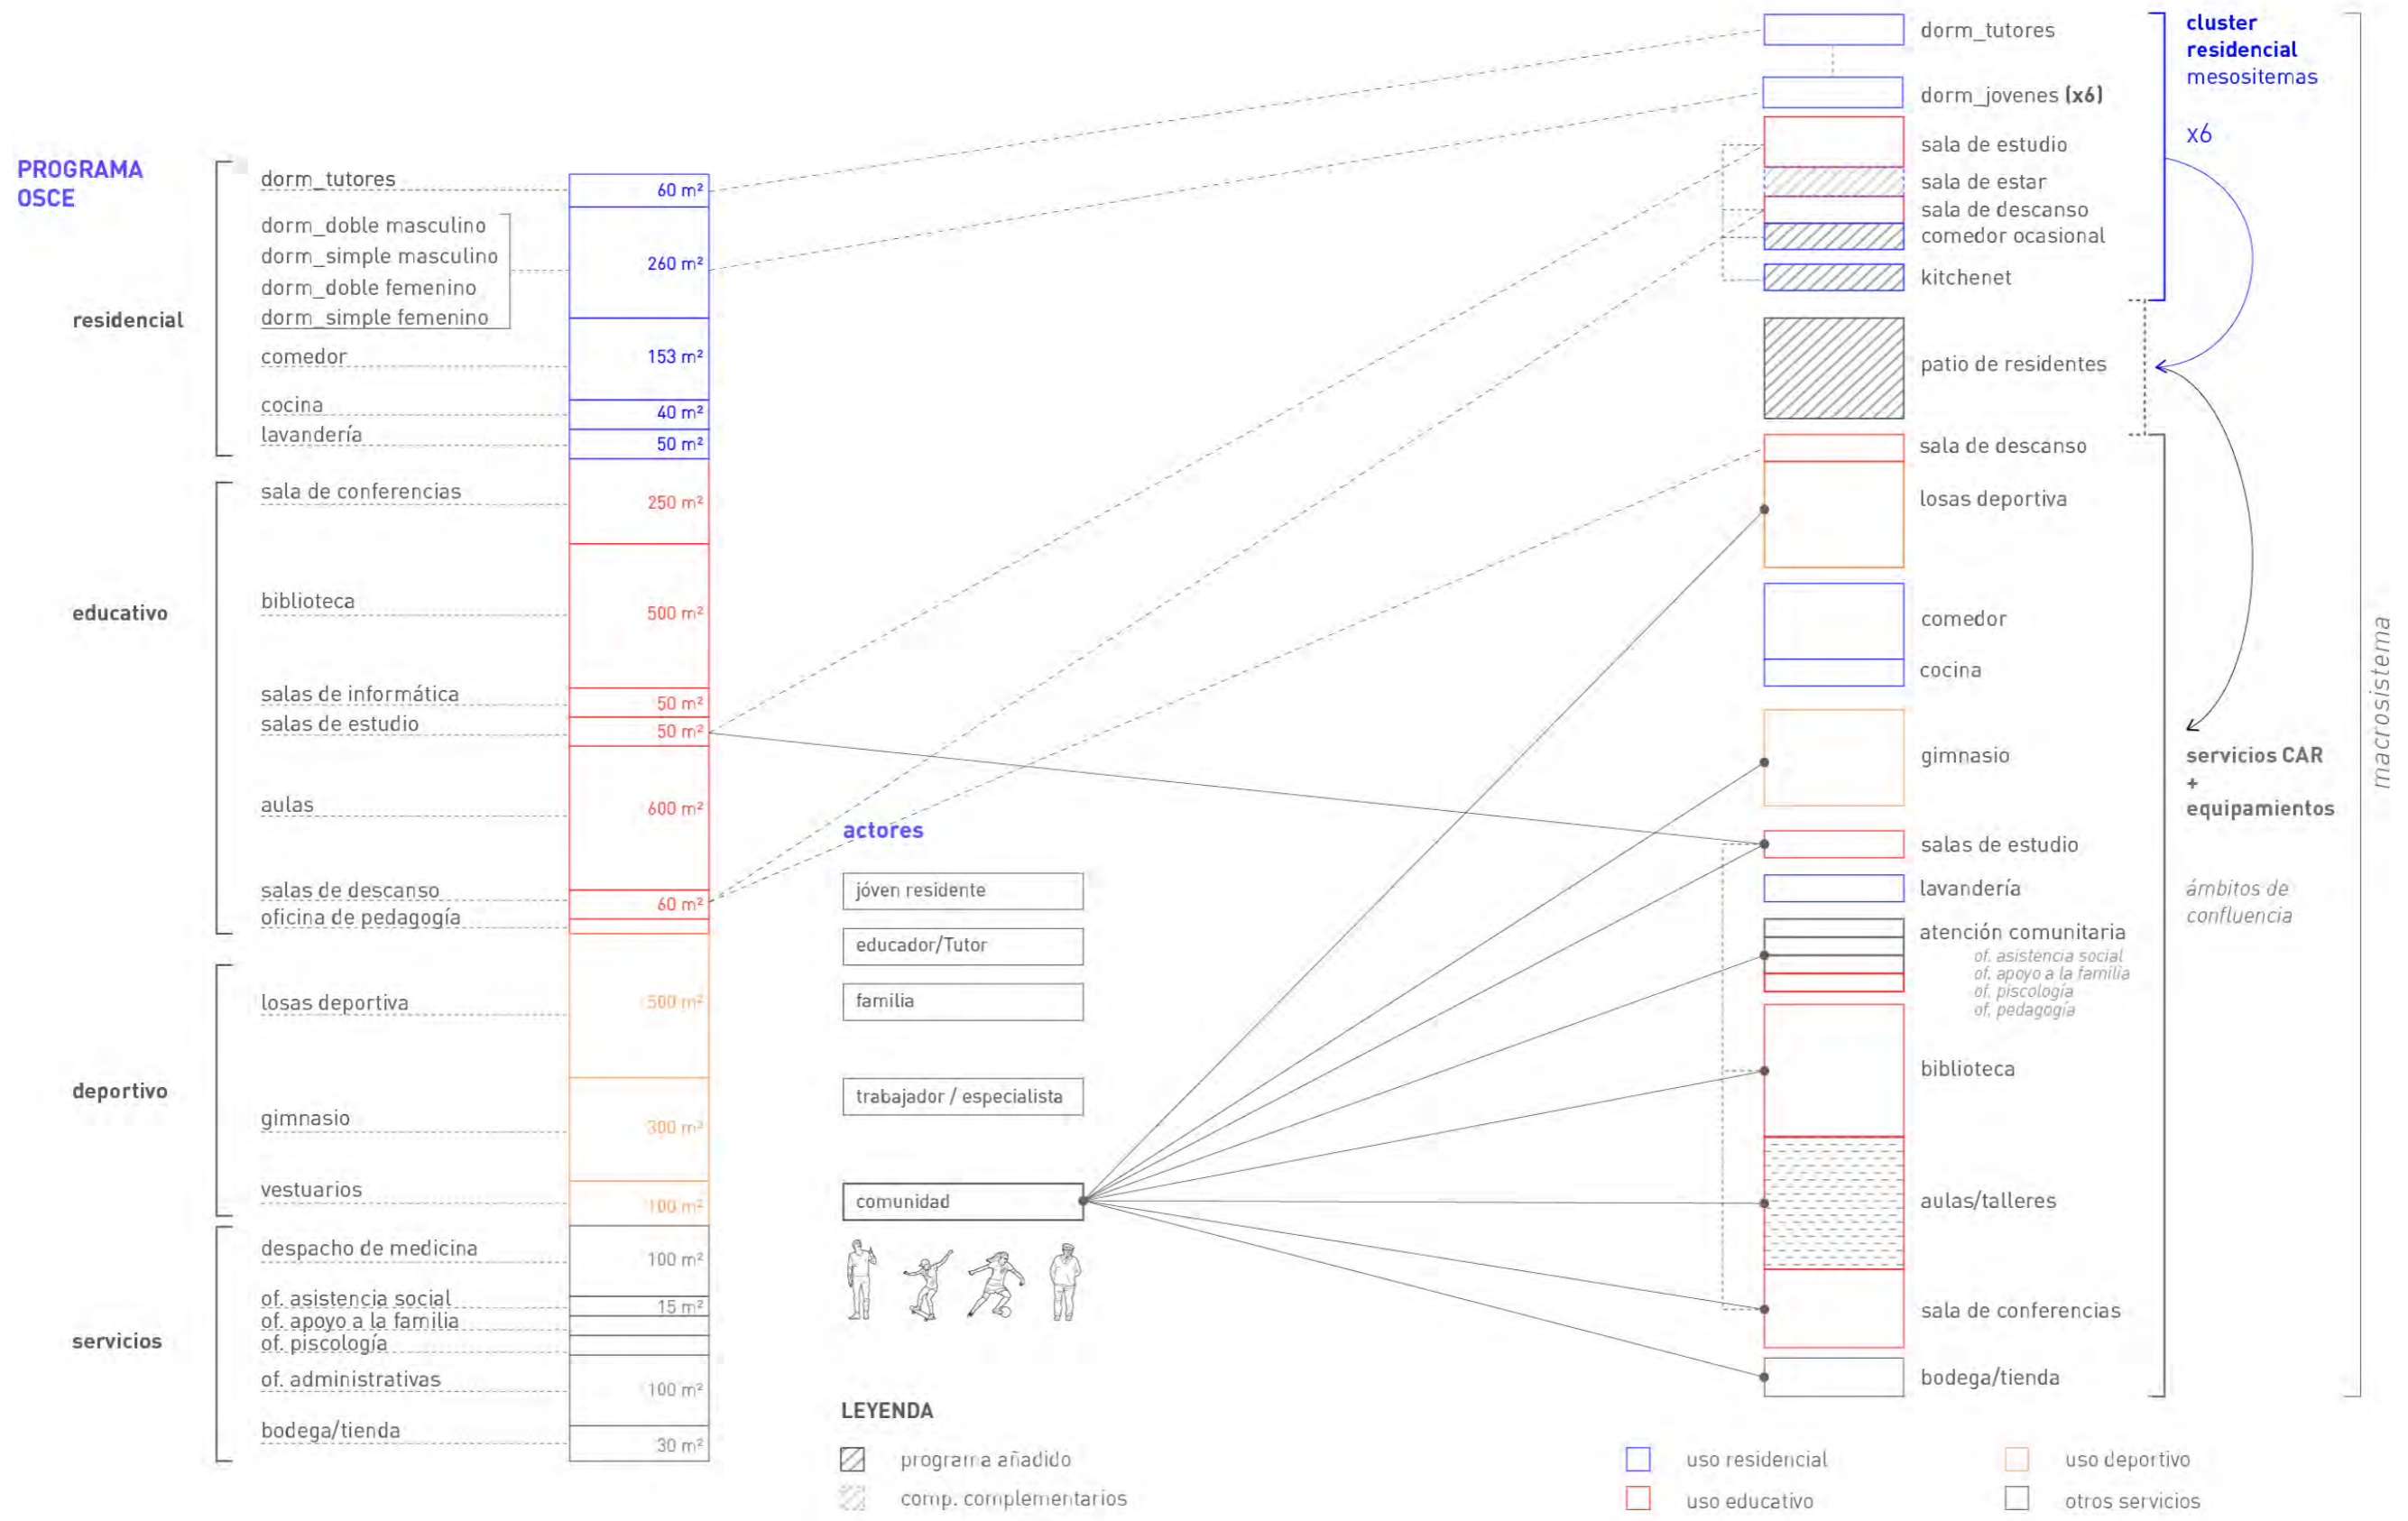 PROGRAMA
OSCE
residencial
dorm_tutores
60 m²
dorm_doble masculino
dorm_simple masculino
dorm_doble femenino
dorm_simple femenino
260 m²
comedor
153 m²
cocina
40 m²
lavandería
50 m²
educativo
sala de conferencias
250 m²
biblioteca
500 m²
salas de informática
50 m²
salas de estudio
50 m²
aulas
600 m²
salas de descanso
60 m²
oficina de pedagogía
deportivo
losas deportiva
500 m²
gimnasio
300 m²
vestuarios
100 m²
servicios
despacho de medicina
100 m²
of. asistencia social
15 m²
of. apoyo a la familia
of. piscología
of. administrativas
100 m²
bodega/tienda
30 m²
actores
jóven residente
educador/Tutor
familia
trabajador / especialista
comunidad
LEYENDA
programa añadido
comp. complementarios
dorm_tutores
dorm_jovenes (x6)
sala de estudio
sala de estar
sala de descanso
comedor ocasional
kitchenet
patio de residentes
sala de descanso
losas deportiva
comedor
cocina
gimnasio
salas de estudio
lavandería
atención comunitaria
of. asistencia social
of. apoyo a la familia
of. piscología
of. pedagogía
biblioteca
aulas/talleres
sala de conferencias
bodega/tienda
cluster
residencial
mesositemas
x6
servicios CAR
+
equipamientos
ámbitos de
confluencia
macrosistema
uso residencial
uso educativo
uso deportivo
otros servicios